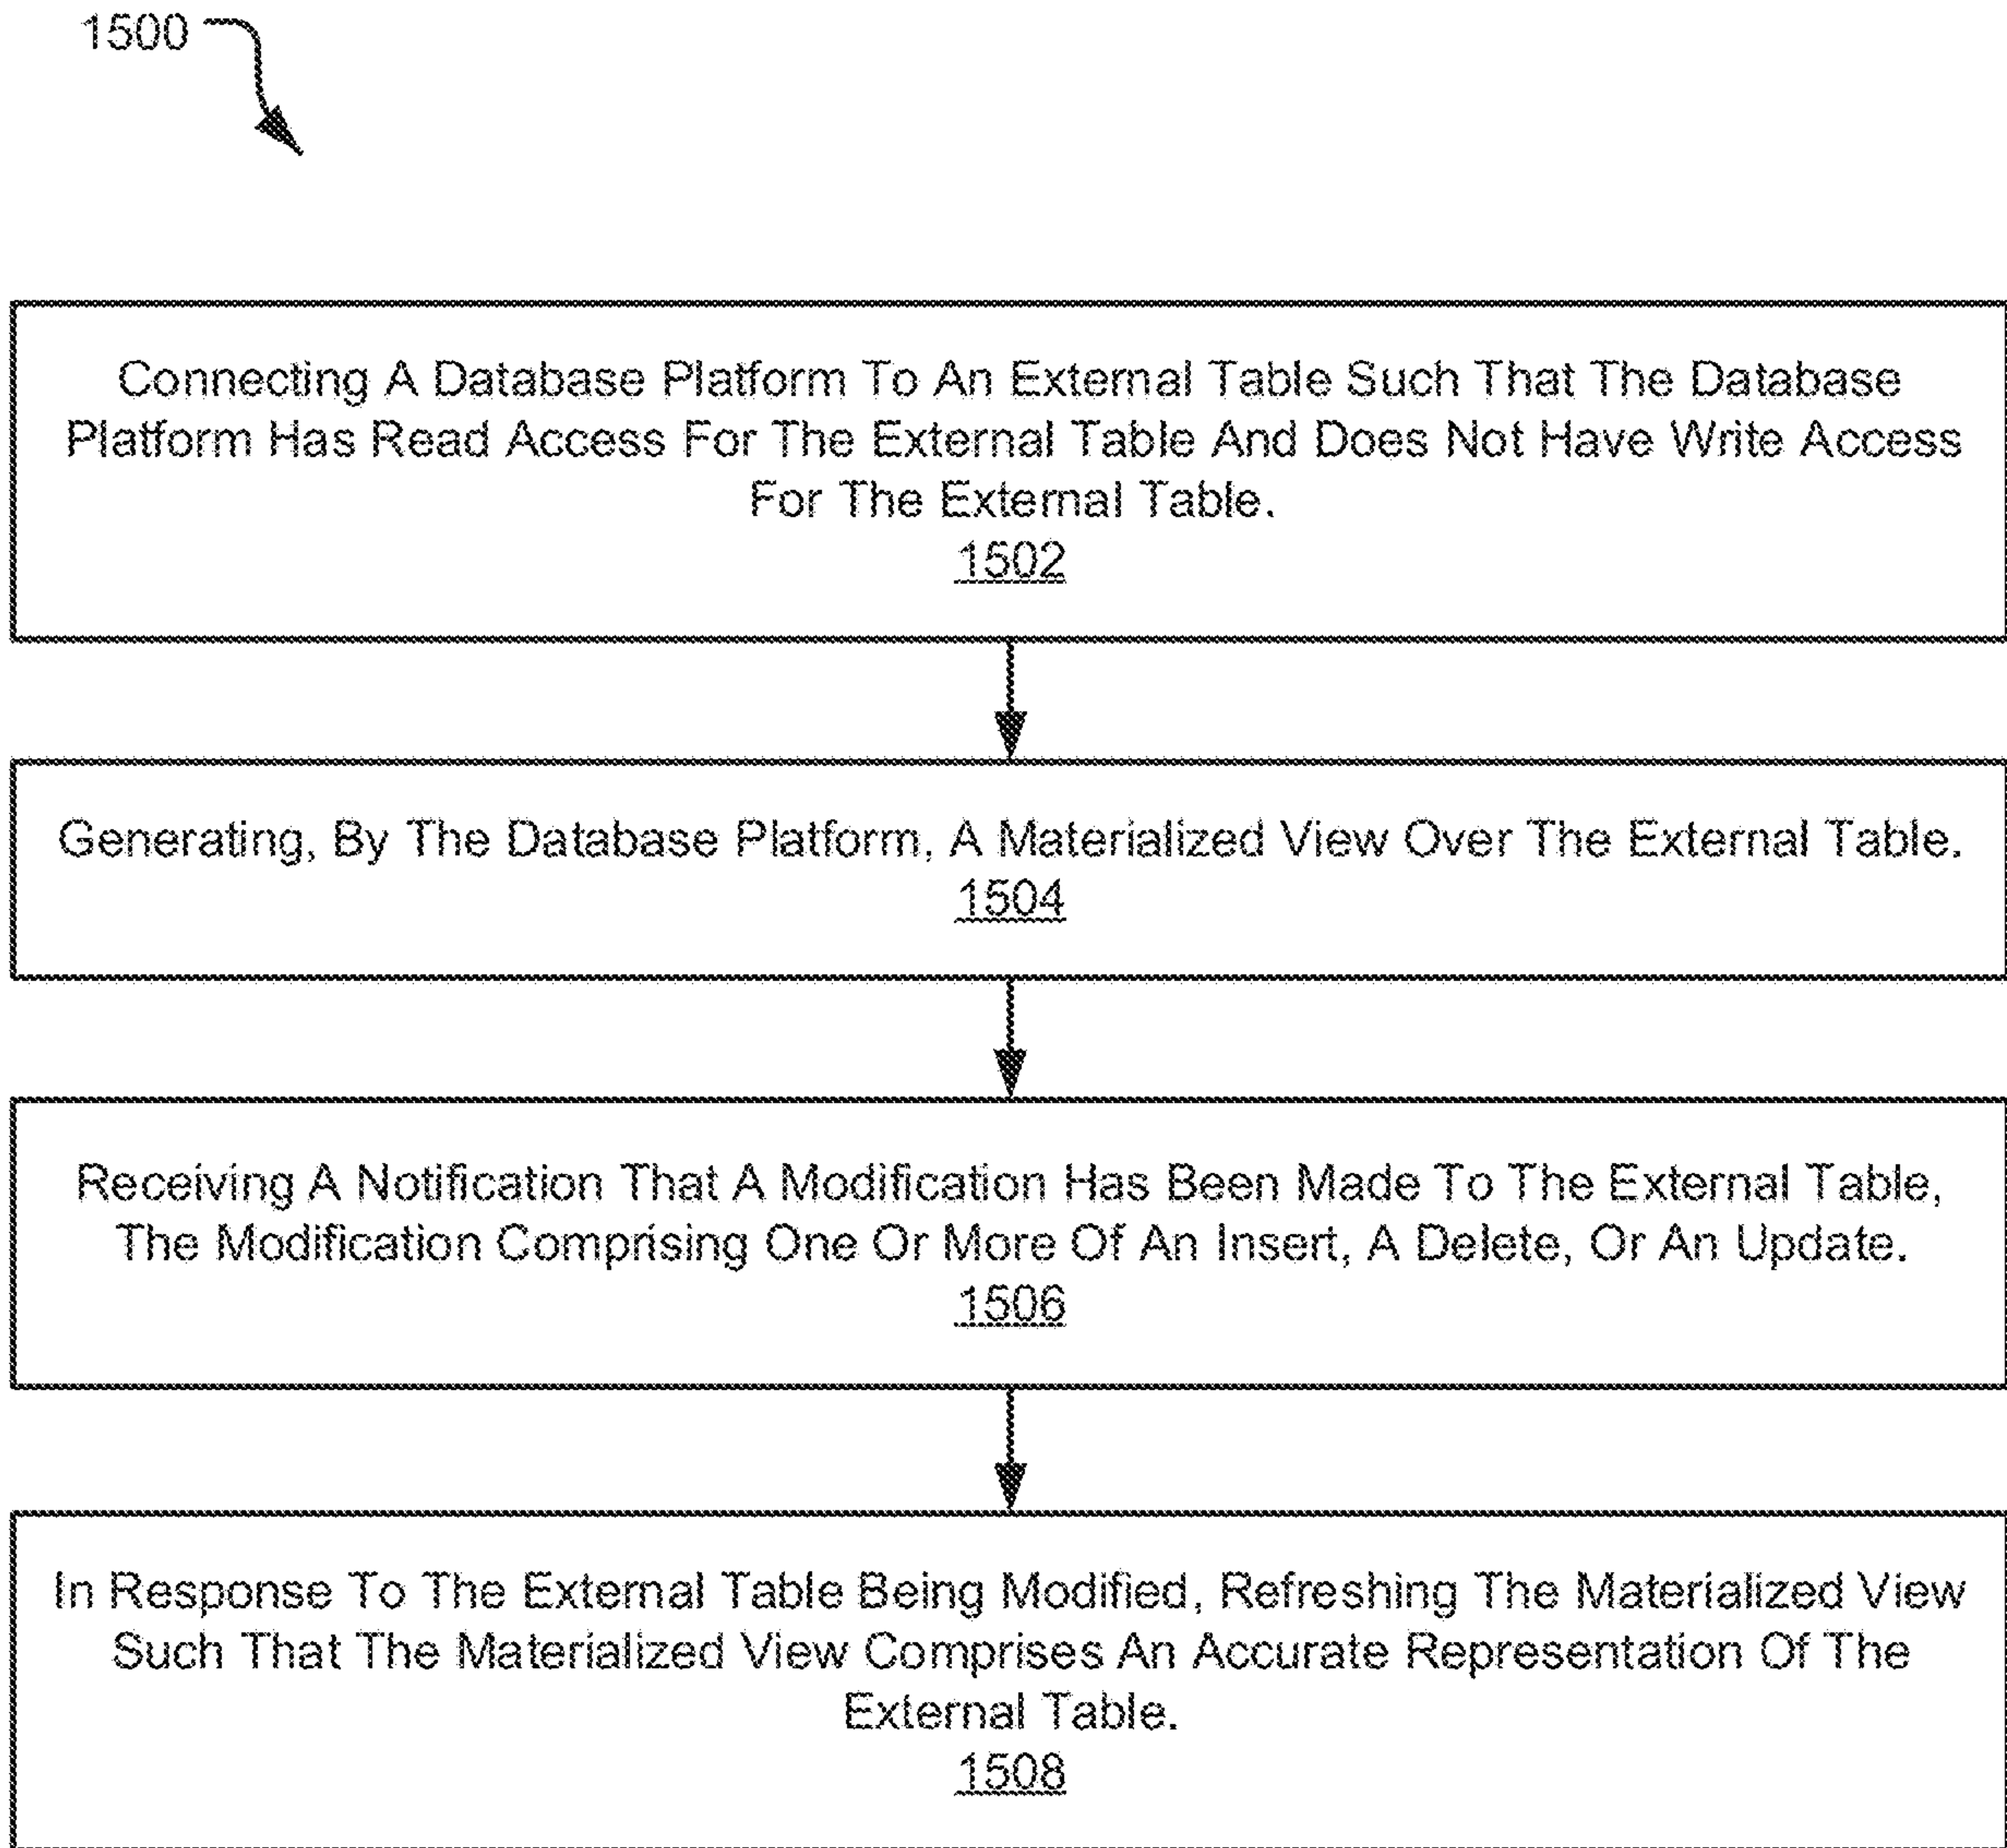 1500
Connecting A Database Platform To An External Table Such That The Database
Platform Has Read Access For The External Table And Does Not Have Write Access
For The External Table.
1502
Generating, By The Database Platform, A Materialized View Over The External Table.
1504
Receiving A Notification That A Modification Has Been Made To The External Table,
The Modification Comprising One Or More Of An Insert, A Delete, Or An Update.
1506
In Response To The External Table Being Modified, Refreshing The Materialized View
Such That The Materialized View Comprises An Accurate Representation Of The
External Table.
1508